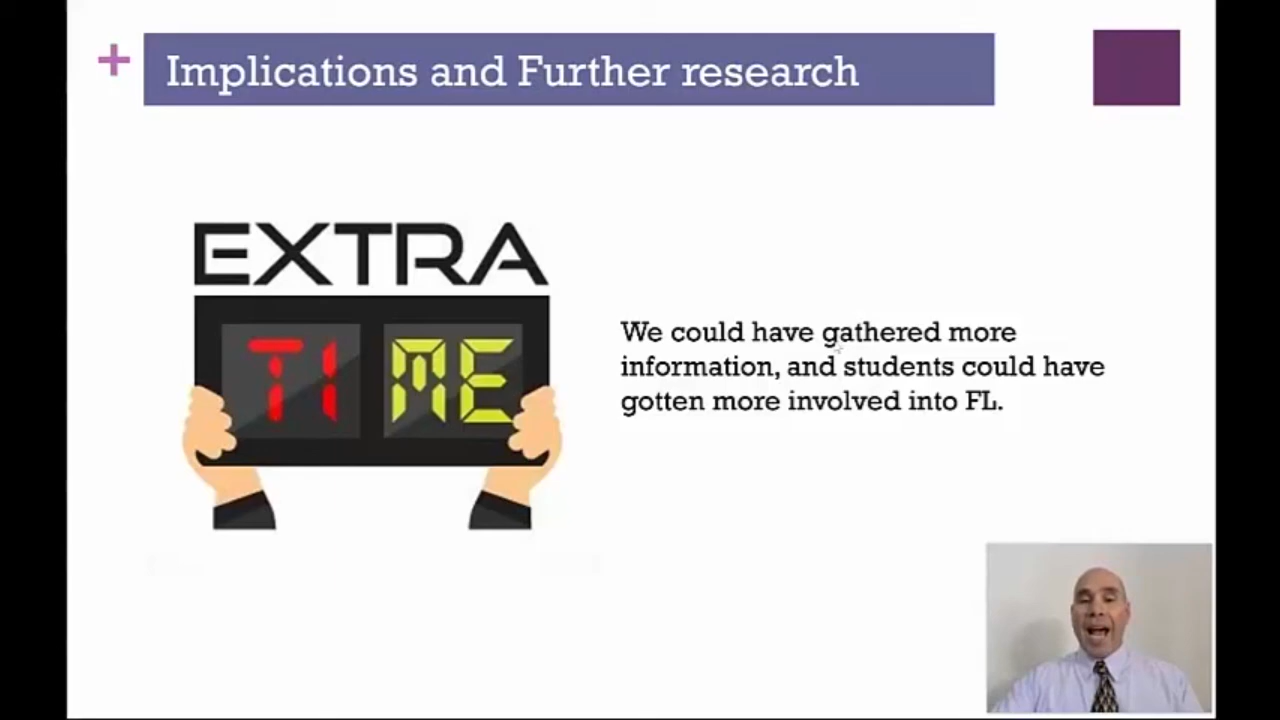 + Implications and Further research
EXTRA
TIME
We could have gathered more
information, and students could have
gotten more involved into FL.